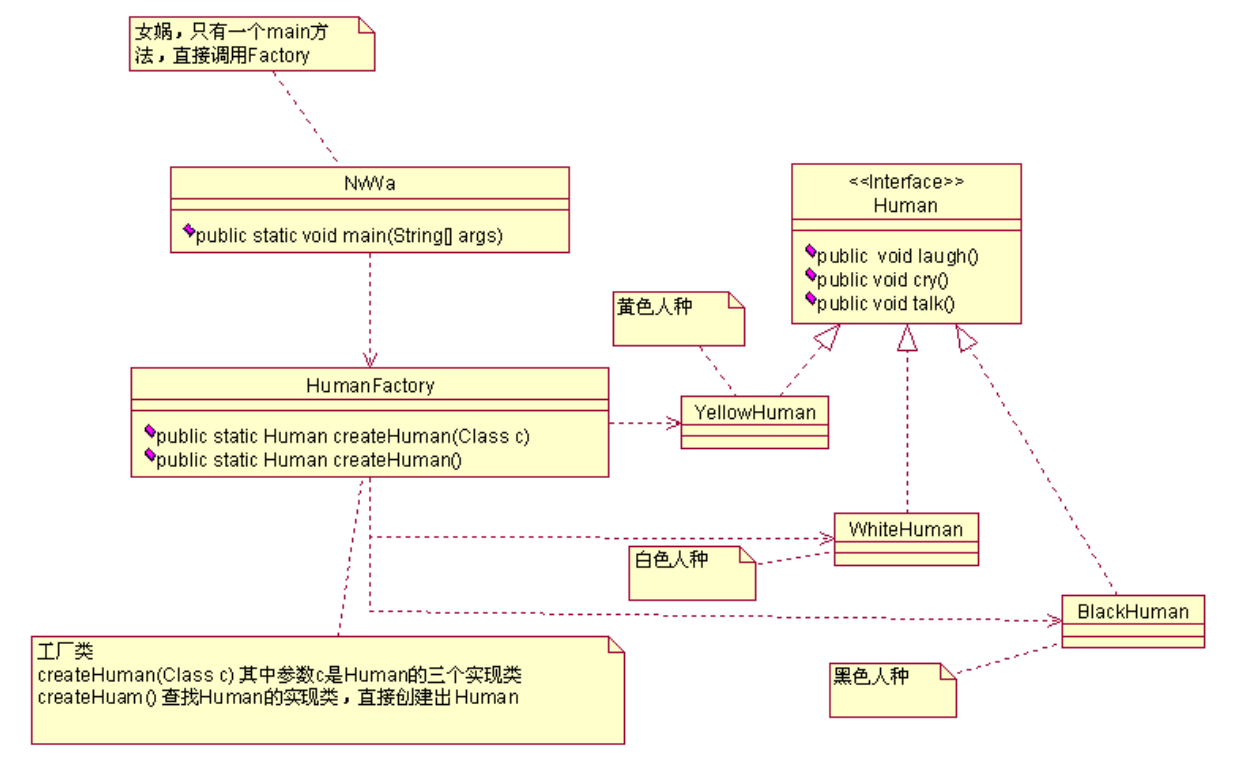 女娲，只有一个main方
法，直接调用Factory
NvWa
public static void main(String[] args)
<<Interface>>
Human
public  void laugh()
public void cry()
public void talk()
黄色人种
HumanFactory
public static Human createHuman(Class c)
public static Human createHuman()
YellowHuman
WhiteHuman
白色人种
BlackHuman
黑色人种
工厂类
createHuman(Class c) 其中参数c是Human的三个实现类
createHuam() 查找Human的实现类，直接创建出Human